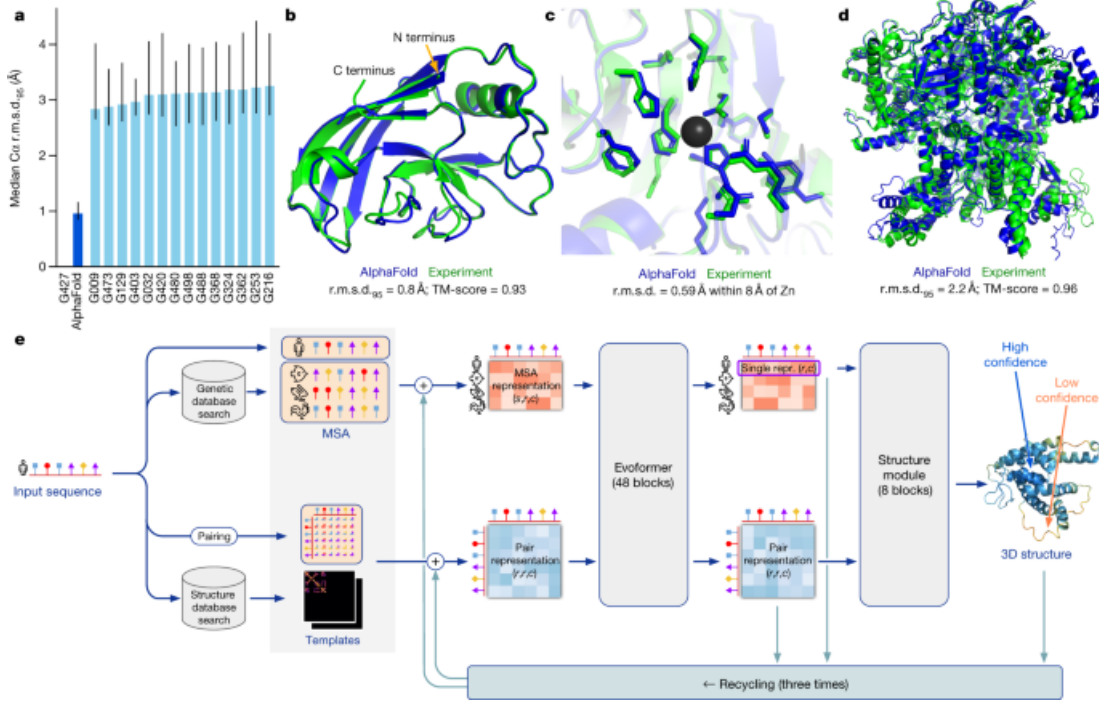 a
Median Cα r.m.s.d.95 (Å)
4
3
2
1
0
G427
AlphaFold
G009
G473
G129
G403
G032
G420
G480
G498
G488
G368
G324
G362
G253
G216
b
N terminus
C terminus
AlphaFold Experiment
r.m.s.d.95 = 0.8 Å; TM-score = 0.93
c
AlphaFold Experiment
r.m.s.d. = 0.59 Å within 8 Å of Zn
d
AlphaFold Experiment
r.m.s.d.95 = 2.2 Å; TM-score = 0.96
e
Input sequence
Genetic
database
search
MSA
Pairing
Structure
database
search
Templates
MSA
representation
(s,r,c)
Pair
representation
(r,r,c)
Evoformer
(48 blocks)
Single repr. (r,c)
Pair
representation
(r,r,c)
Structure
module
(8 blocks)
High
confidence
Low
confidence
3D structure
← Recycling (three times)